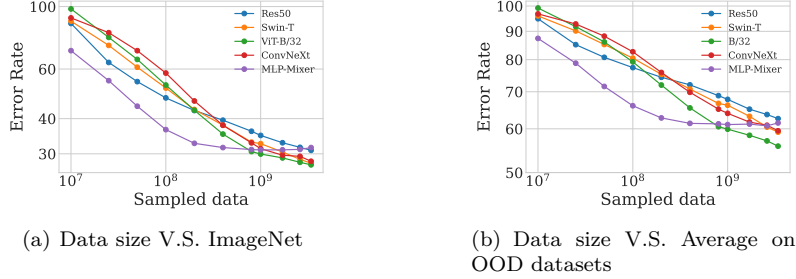 100
60
40
30
10⁷
10⁸
10⁹
Error Rate
Sampled data
Res50
Swin-T
ViT-B/32
ConvNeXt
MLP-Mixer
(a) Data size V.S. ImageNet
100
90
80
70
60
50
10⁷
10⁸
10⁹
Error Rate
Sampled data
Res50
Swin-T
B/32
ConvNeXt
MLP-Mixer
(b) Data size V.S. Average on
OOD datasets